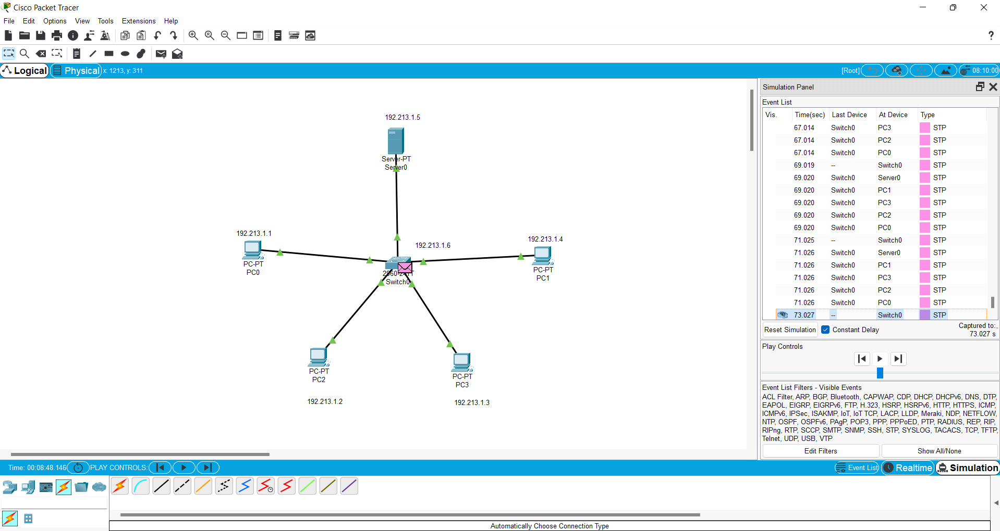 Cisco Packet Tracer
File Edit Options View Tools Extensions Help
?
Logical Physical x: 1213, y: 311 [Root] 08:10:00
192.213.1.5
Server-PT
Server0
192.213.1.1
PC-PT
PC0
192.213.1.6
2960-24TT
Switch0
192.213.1.4
PC-PT
PC1
PC-PT
PC2
192.213.1.2
PC-PT
PC3
192.213.1.3
Simulation Panel
Event List
Vis. Time(sec) Last Device At Device Type
67.014 Switch0 PC3 STP
67.014 Switch0 PC2 STP
67.014 Switch0 PC0 STP
69.019 -- Switch0 STP
69.020 Switch0 Server0 STP
69.020 Switch0 PC1 STP
69.020 Switch0 PC3 STP
69.020 Switch0 PC2 STP
69.020 Switch0 PC0 STP
71.025 -- Switch0 STP
71.026 Switch0 Server0 STP
71.026 Switch0 PC1 STP
71.026 Switch0 PC3 STP
71.026 Switch0 PC2 STP
71.026 Switch0 PC0 STP
73.027 -- Switch0 STP
Reset Simulation Constant Delay Captured to:
73.027 s
Play Controls
Event List Filters - Visible Events
ACL Filter, ARP, BGP, Bluetooth, CAPWAP, CDP, DHCP, DHCPv6, DNS, DTP,
EAPOL, EIGRP, EIGRPv6, FTP, H.323, HSRP, HSRPv6, HTTP, HTTPS, ICMP,
ICMPv6, IPSec, ISAKMP, IoT, IoT TCP, LACP, LLDP, Meraki, NDP, NETFLOW,
NTP, OSPF, OSPFv6, PAgP, POP3, PPP, PPPoED, PTP, RADIUS, REP, RIP,
RIPng, RTP, SCCP, SMTP, SNMP, SSH, STP, SYSLOG, TACACS, TCP, TFTP,
Telnet, UDP, USB, VTP
Edit Filters Show All/None
Time: 00:08:48.146 PLAY CONTROLS: Event List Realtime Simulation
Automatically Choose Connection Type